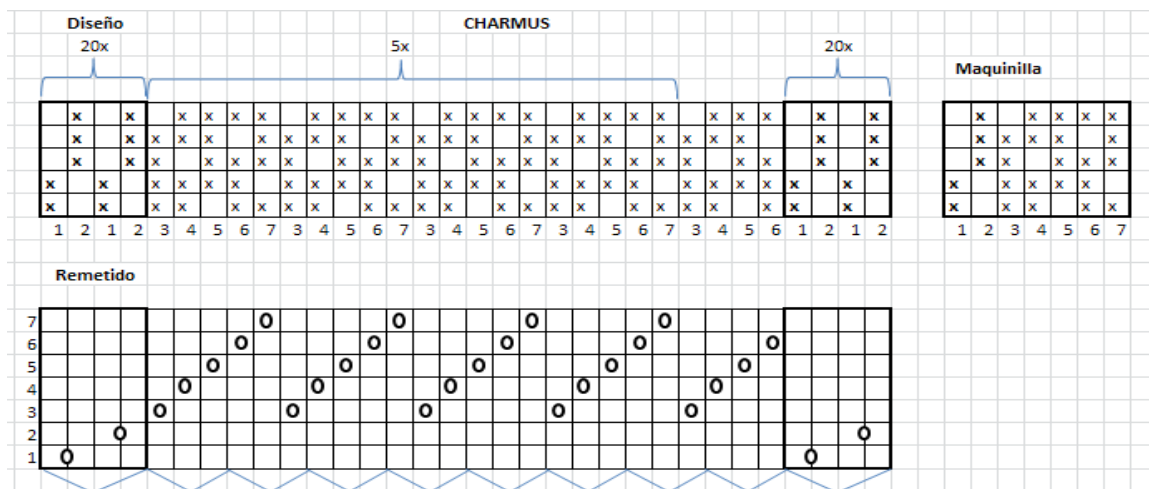 Diseño CHARMUS
20x 5x 20x
Maquinilla
x x x x x x x x x x x x x x x x x x x x x x x x x x x x
x x x x x x x x x x x x x x x x x x x x x x x x x x x x
x x x x x x x x x x x x x x x x x x x x x x x x x x x x
x x x x x x x x x x x x x x x x x x x x x x x x x x x x x
x x x x x x x x x x x x x x x x x x x x x x x x x x x x
1 2 1 2 3 4 5 6 7 3 4 5 6 7 3 4 5 6 7 3 4 5 6 7 3 4 5 6 1 2 1 2 1 2 3 4 5 6 7
Remetido
7 O O O O
6 O O O O O
5 O O O O O
4 O O O O O
3 O O O O O
2 O O
1 O O